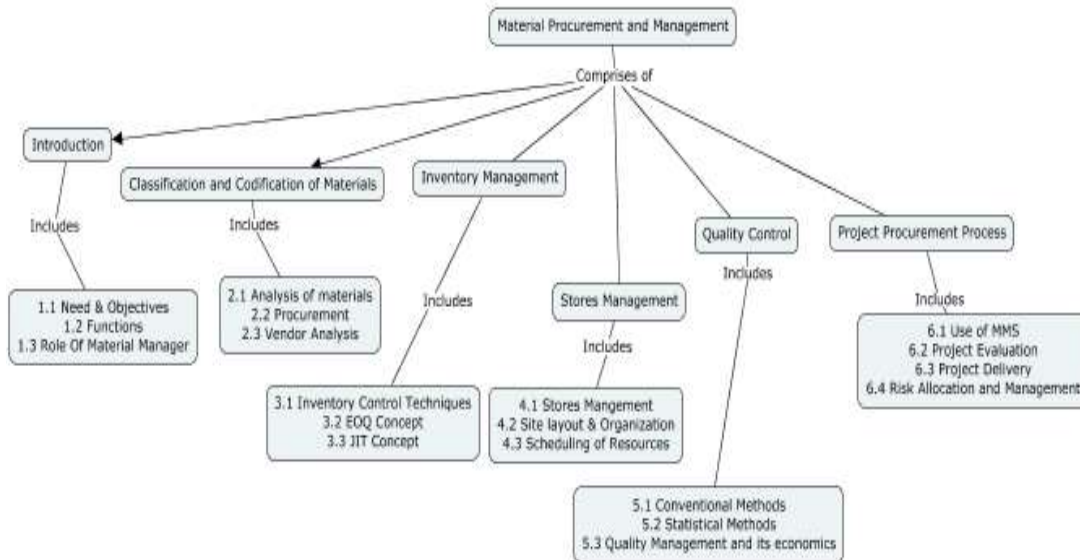 Material Procurement and Management
Comprises of
Introduction
Includes
1.1 Need & Objectives
1.2 Functions
1.3 Role Of Material Manager
Classification and Codification of Materials
Includes
2.1 Analysis of materials
2.2 Procurement
2.3 Vendor Analysis
Inventory Management
Includes
3.1 Inventory Control Techniques
3.2 EOQ Concept
3.3 JIT Concept
Stores Management
Includes
4.1 Stores Mangement
4.2 Site layout & Organization
4.3 Scheduling of Resources
Quality Control
Includes
5.1 Conventional Methods
5.2 Statistical Methods
5.3 Quality Management and its economics
Project Procurement Process
Includes
6.1 Use of MMS
6.2 Project Evaluation
6.3 Project Delivery
6.4 Risk Allocation and Management